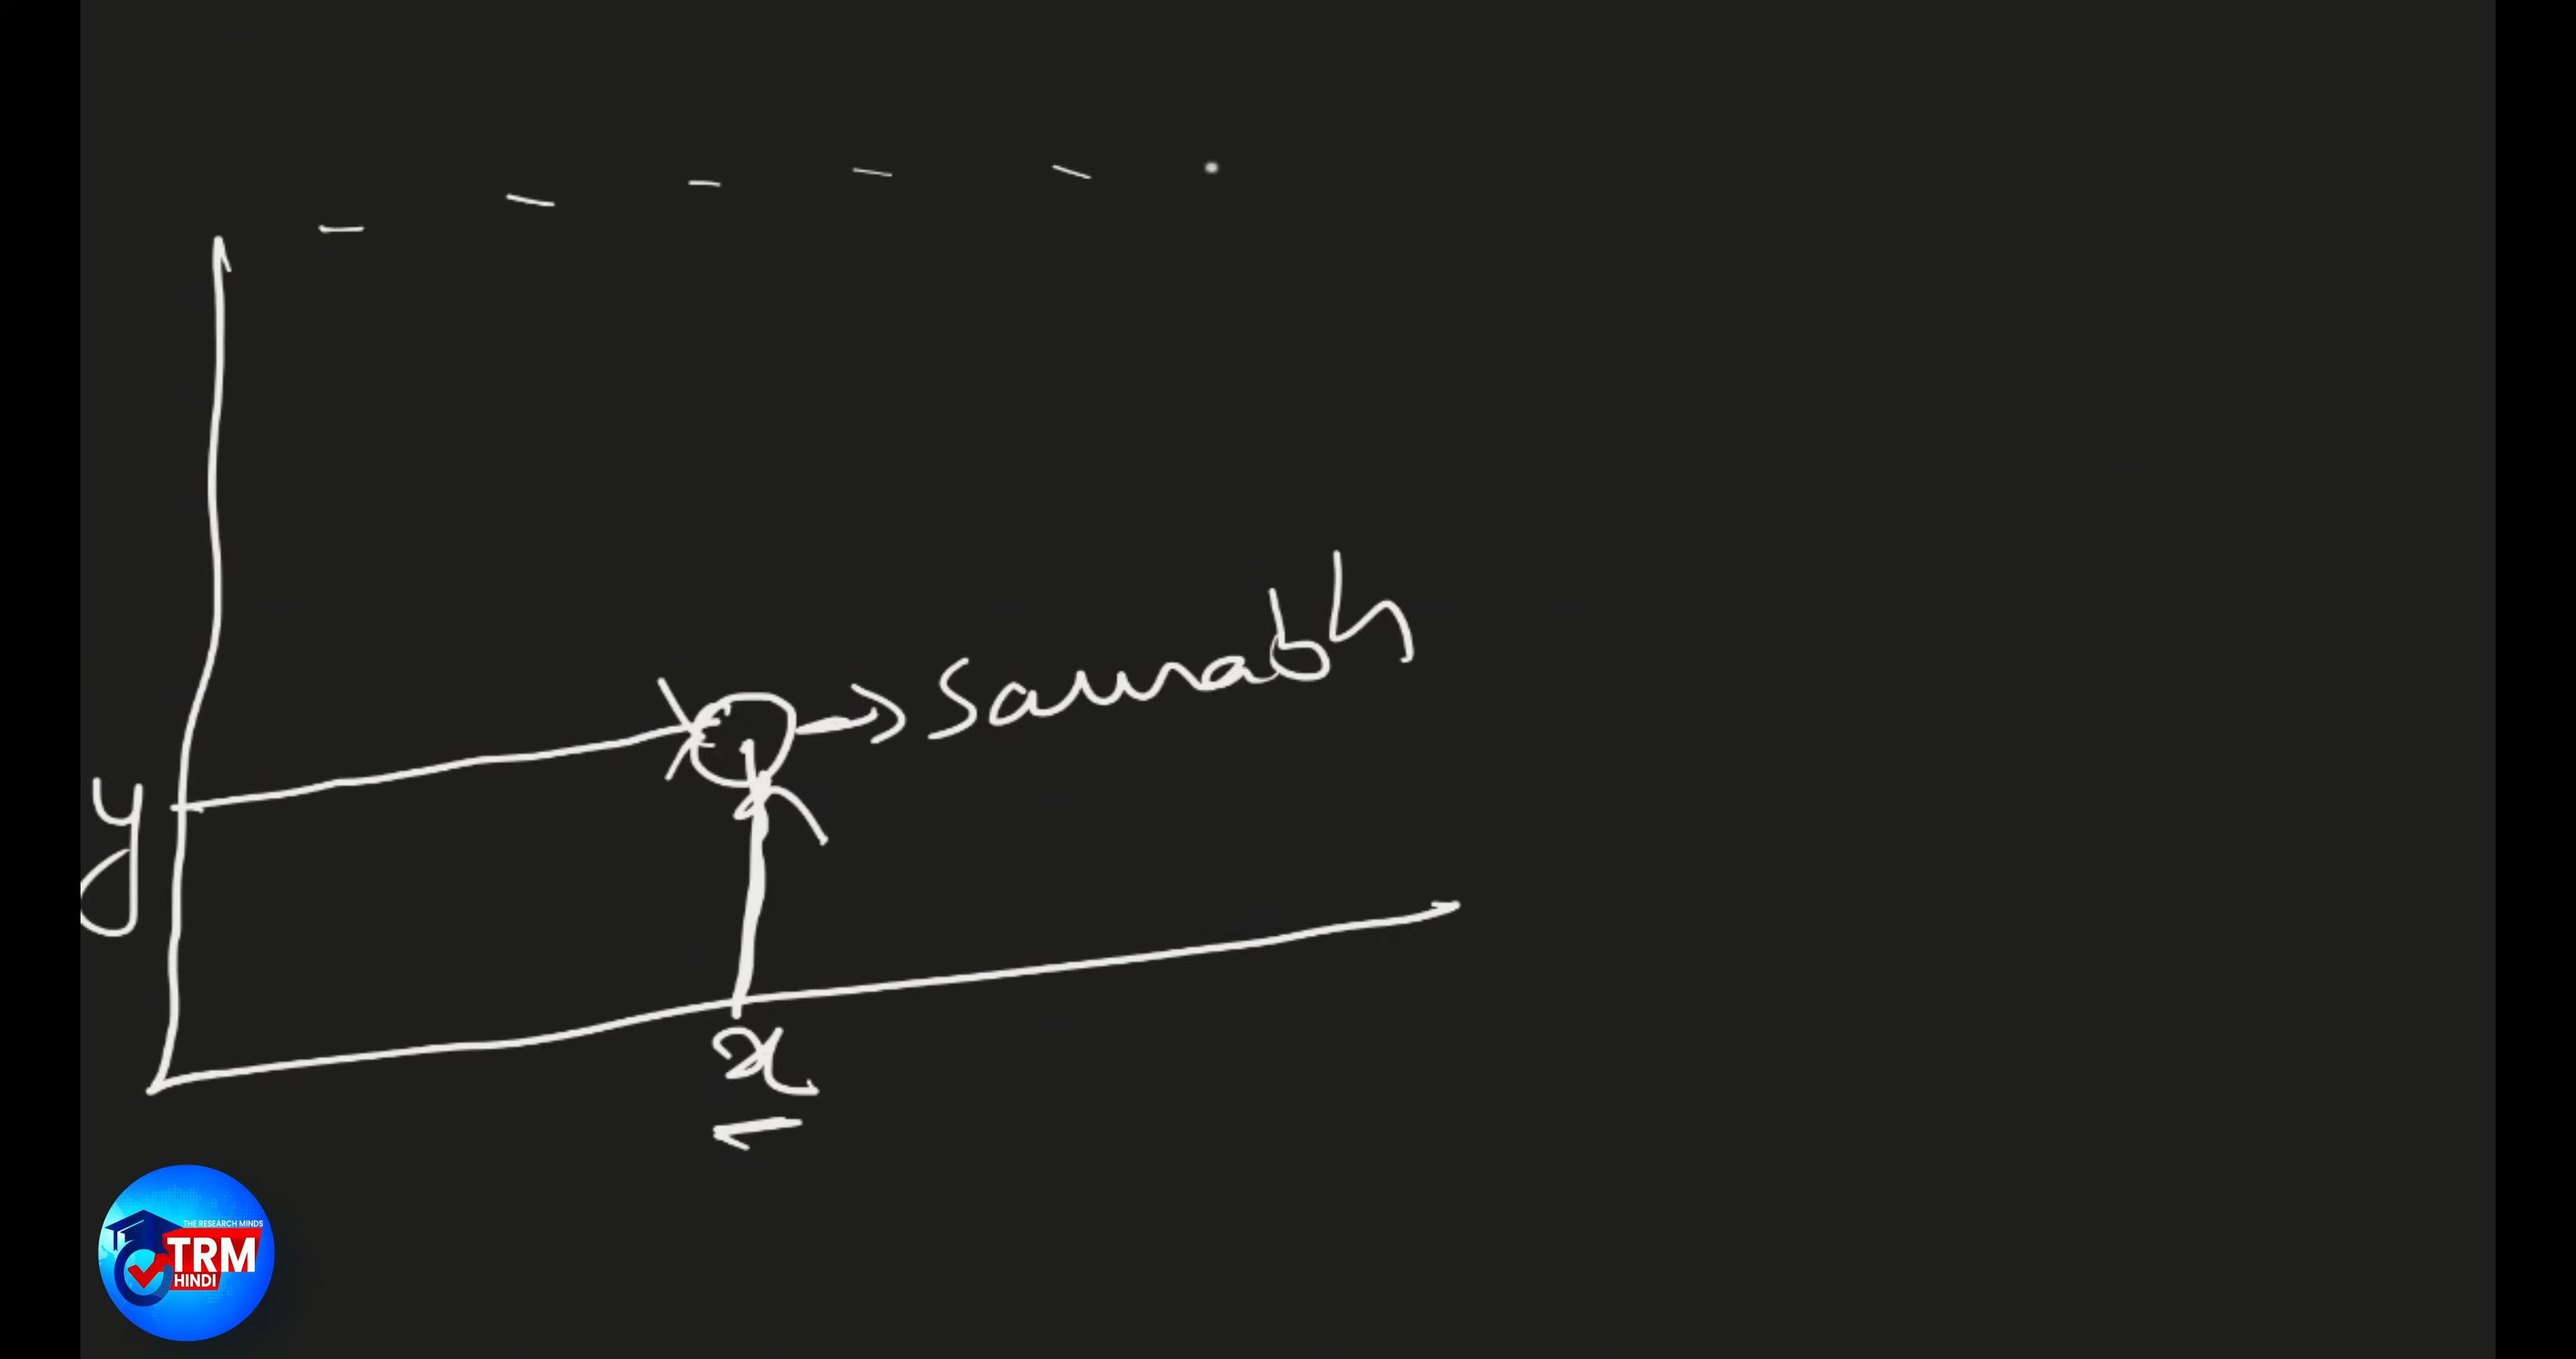 saurabh
y
x
THE RESEARCH MINDS
TRM
HINDI